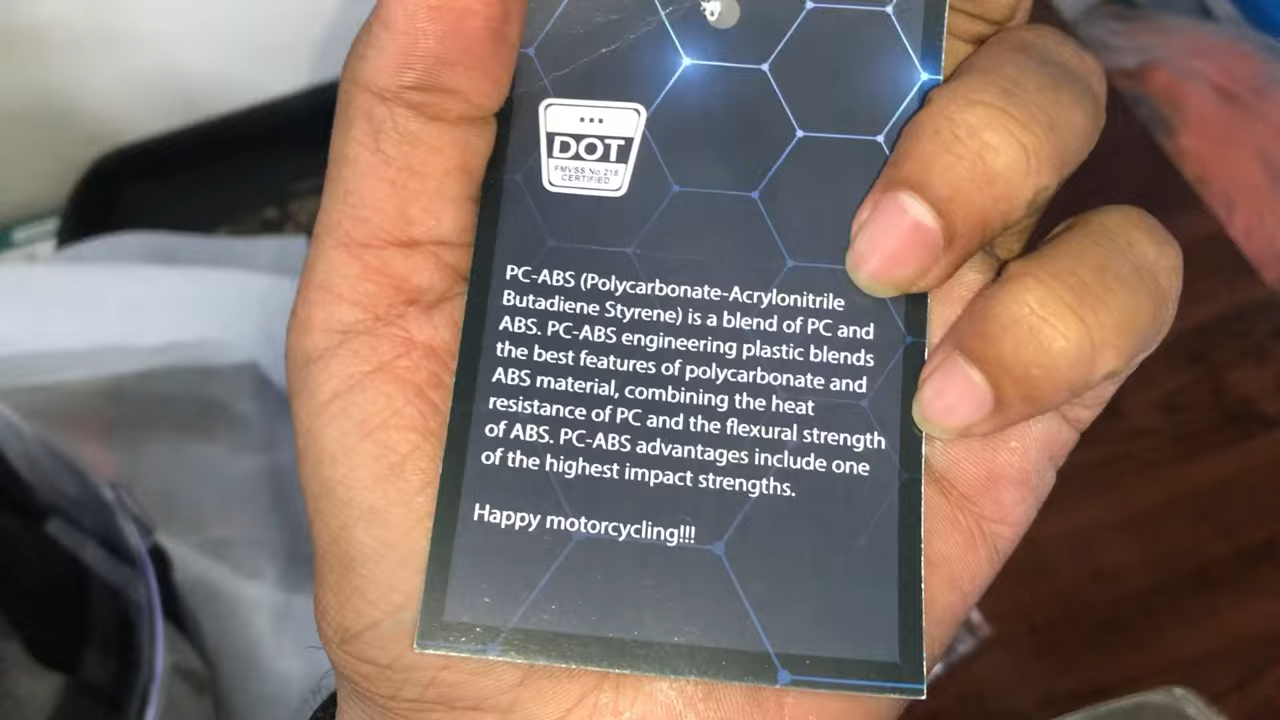 DOT
FMVSS No 218
CERTIFIED
PC-ABS (Polycarbonate-Acrylonitrile
Butadiene Styrene) is a blend of PC and
ABS. PC-ABS engineering plastic blends
the best features of polycarbonate and
ABS material, combining the heat
resistance of PC and the flexural strength
of ABS. PC-ABS advantages include one
of the highest impact strengths.
Happy motorcycling!!!